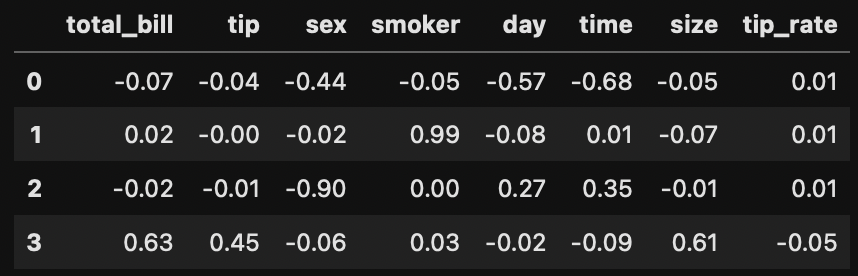 total_bill tip sex smoker day time size tip_rate
0 -0.07 -0.04 -0.44 -0.05 -0.57 -0.68 -0.05 0.01
1 0.02 -0.00 -0.02 0.99 -0.08 0.01 -0.07 0.01
2 -0.02 -0.01 -0.90 0.00 0.27 0.35 -0.01 0.01
3 0.63 0.45 -0.06 0.03 -0.02 -0.09 0.61 -0.05